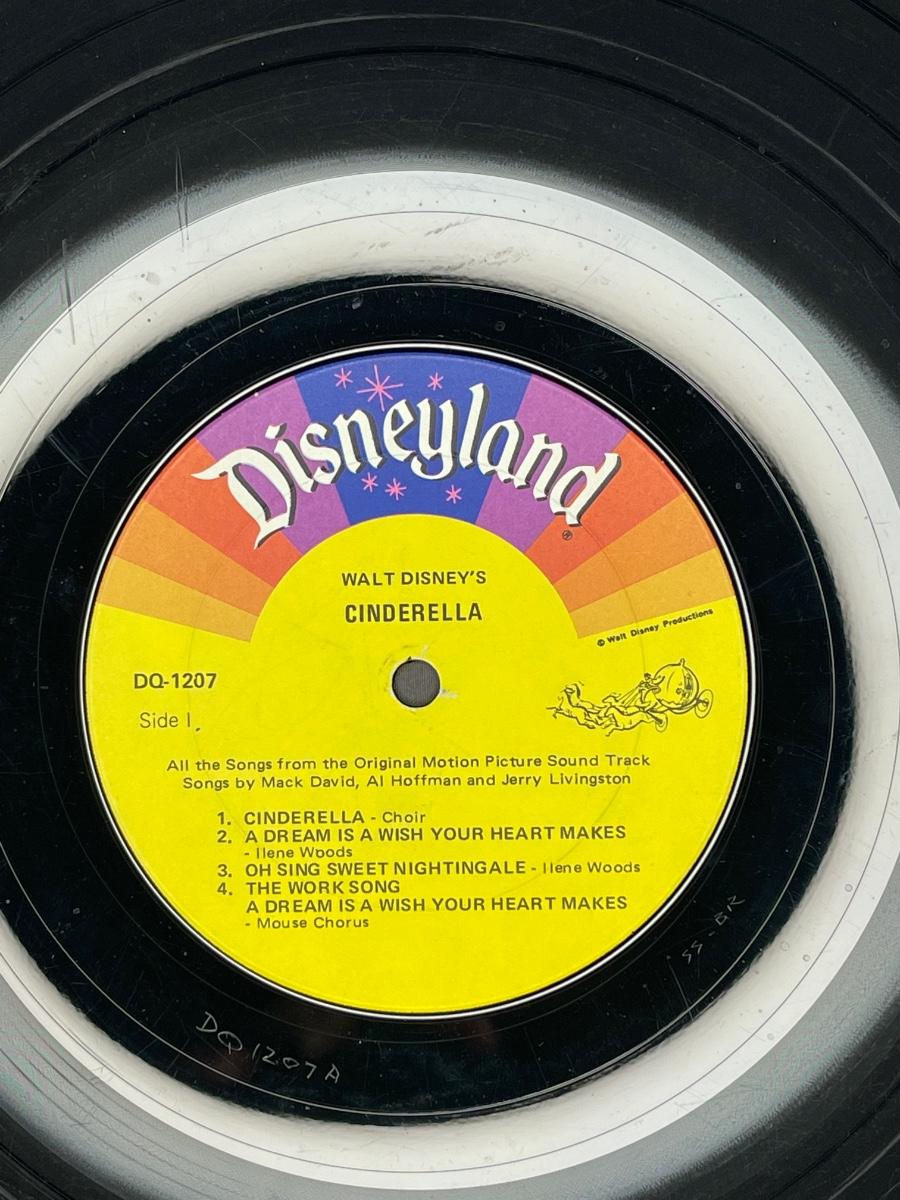 Disneyland
®
WALT DISNEY'S
CINDERELLA
© Walt Disney Productions
DQ-1207
Side 1
All the Songs from the Original Motion Picture Sound Track
Songs by Mack David, Al Hoffman and Jerry Livingston
1. CINDERELLA - Choir
2. A DREAM IS A WISH YOUR HEART MAKES
- Ilene Woods
3. OH SING SWEET NIGHTINGALE - Ilene Woods
4. THE WORK SONG
A DREAM IS A WISH YOUR HEART MAKES
- Mouse Chorus
DQ 1207 A